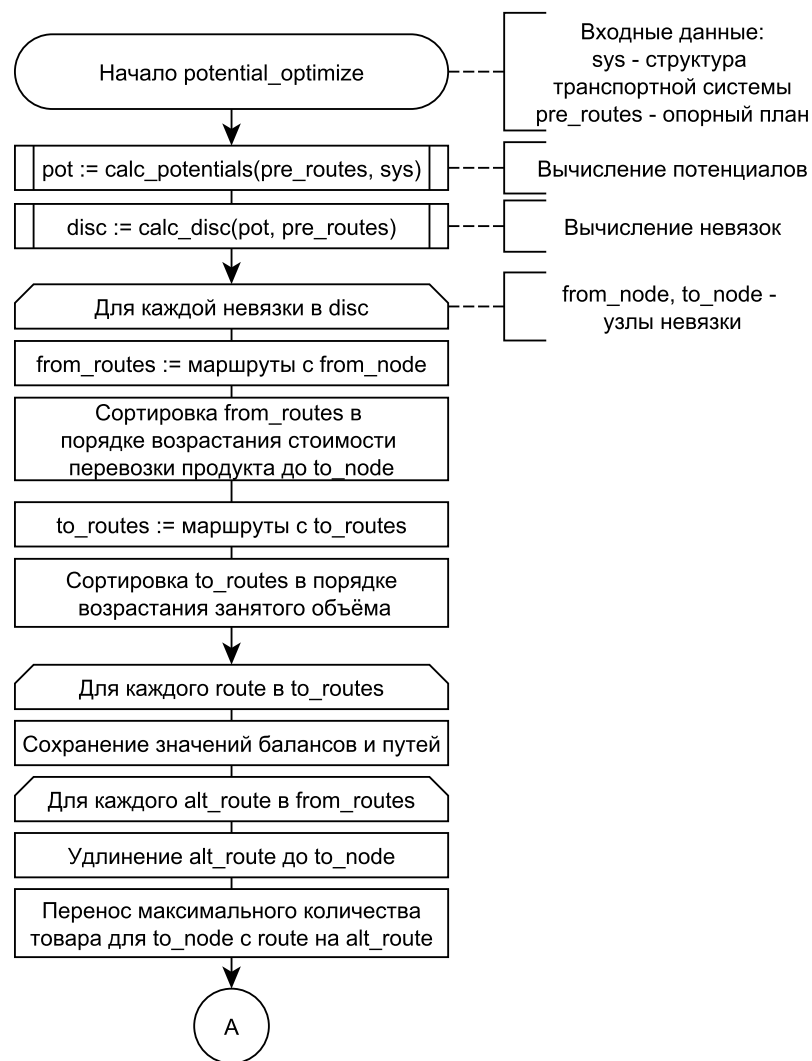 Начало potential_optimize
Входные данные:
sys - структура
транспортной системы
pre_routes - опорный план
pot := calc_potentials(pre_routes, sys)
Вычисление потенциалов
disc := calc_disc(pot, pre_routes)
Вычисление невязок
Для каждой невязки в disc
from_node, to_node -
узлы невязки
from_routes := маршруты с from_node
Сортировка from_routes в
порядке возрастания стоимости
перевозки продукта до to_node
to_routes := маршруты с to_routes
Сортировка to_routes в порядке
возрастания занятого объёма
Для каждого route в to_routes
Сохранение значений балансов и путей
Для каждого alt_route в from_routes
Удлинение alt_route до to_node
Перенос максимального количества
товара для to_node с route на alt_route
А